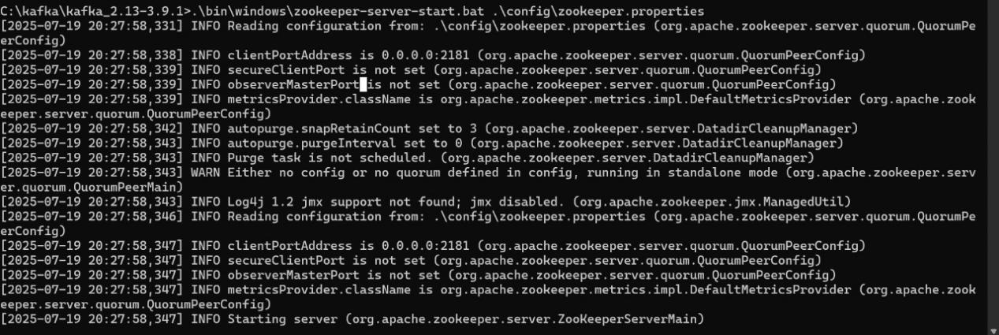 C:\kafka\kafka_2.13-3.9.1>.\bin\windows\zookeeper-server-start.bat .\config\zookeeper.properties
[2025-07-19 20:27:58,331] INFO Reading configuration from: .\config\zookeeper.properties (org.apache.zookeeper.server.quorum.QuorumPe
erConfig)
[2025-07-19 20:27:58,338] INFO clientPortAddress is 0.0.0.0:2181 (org.apache.zookeeper.server.quorum.QuorumPeerConfig)
[2025-07-19 20:27:58,339] INFO secureClientPort is not set (org.apache.zookeeper.server.quorum.QuorumPeerConfig)
[2025-07-19 20:27:58,339] INFO observerMasterPort is not set (org.apache.zookeeper.server.quorum.QuorumPeerConfig)
[2025-07-19 20:27:58,339] INFO metricsProvider.className is org.apache.zookeeper.metrics.impl.DefaultMetricsProvider (org.apache.zook
eeper.server.quorum.QuorumPeerConfig)
[2025-07-19 20:27:58,342] INFO autopurge.snapRetainCount set to 3 (org.apache.zookeeper.server.DatadirCleanupManager)
[2025-07-19 20:27:58,343] INFO autopurge.purgeInterval set to 0 (org.apache.zookeeper.server.DatadirCleanupManager)
[2025-07-19 20:27:58,343] INFO Purge task is not scheduled. (org.apache.zookeeper.server.DatadirCleanupManager)
[2025-07-19 20:27:58,343] WARN Either no config or no quorum defined in config, running in standalone mode (org.apache.zookeeper.serv
er.quorum.QuorumPeerMain)
[2025-07-19 20:27:58,343] INFO Log4j 1.2 jmx support not found; jmx disabled. (org.apache.zookeeper.jmx.ManagedUtil)
[2025-07-19 20:27:58,346] INFO Reading configuration from: .\config\zookeeper.properties (org.apache.zookeeper.server.quorum.QuorumPe
erConfig)
[2025-07-19 20:27:58,347] INFO clientPortAddress is 0.0.0.0:2181 (org.apache.zookeeper.server.quorum.QuorumPeerConfig)
[2025-07-19 20:27:58,347] INFO secureClientPort is not set (org.apache.zookeeper.server.quorum.QuorumPeerConfig)
[2025-07-19 20:27:58,347] INFO observerMasterPort is not set (org.apache.zookeeper.server.quorum.QuorumPeerConfig)
[2025-07-19 20:27:58,347] INFO metricsProvider.className is org.apache.zookeeper.metrics.impl.DefaultMetricsProvider (org.apache.zook
eeper.server.quorum.QuorumPeerConfig)
[2025-07-19 20:27:58,347] INFO Starting server (org.apache.zookeeper.server.ZooKeeperServerMain)